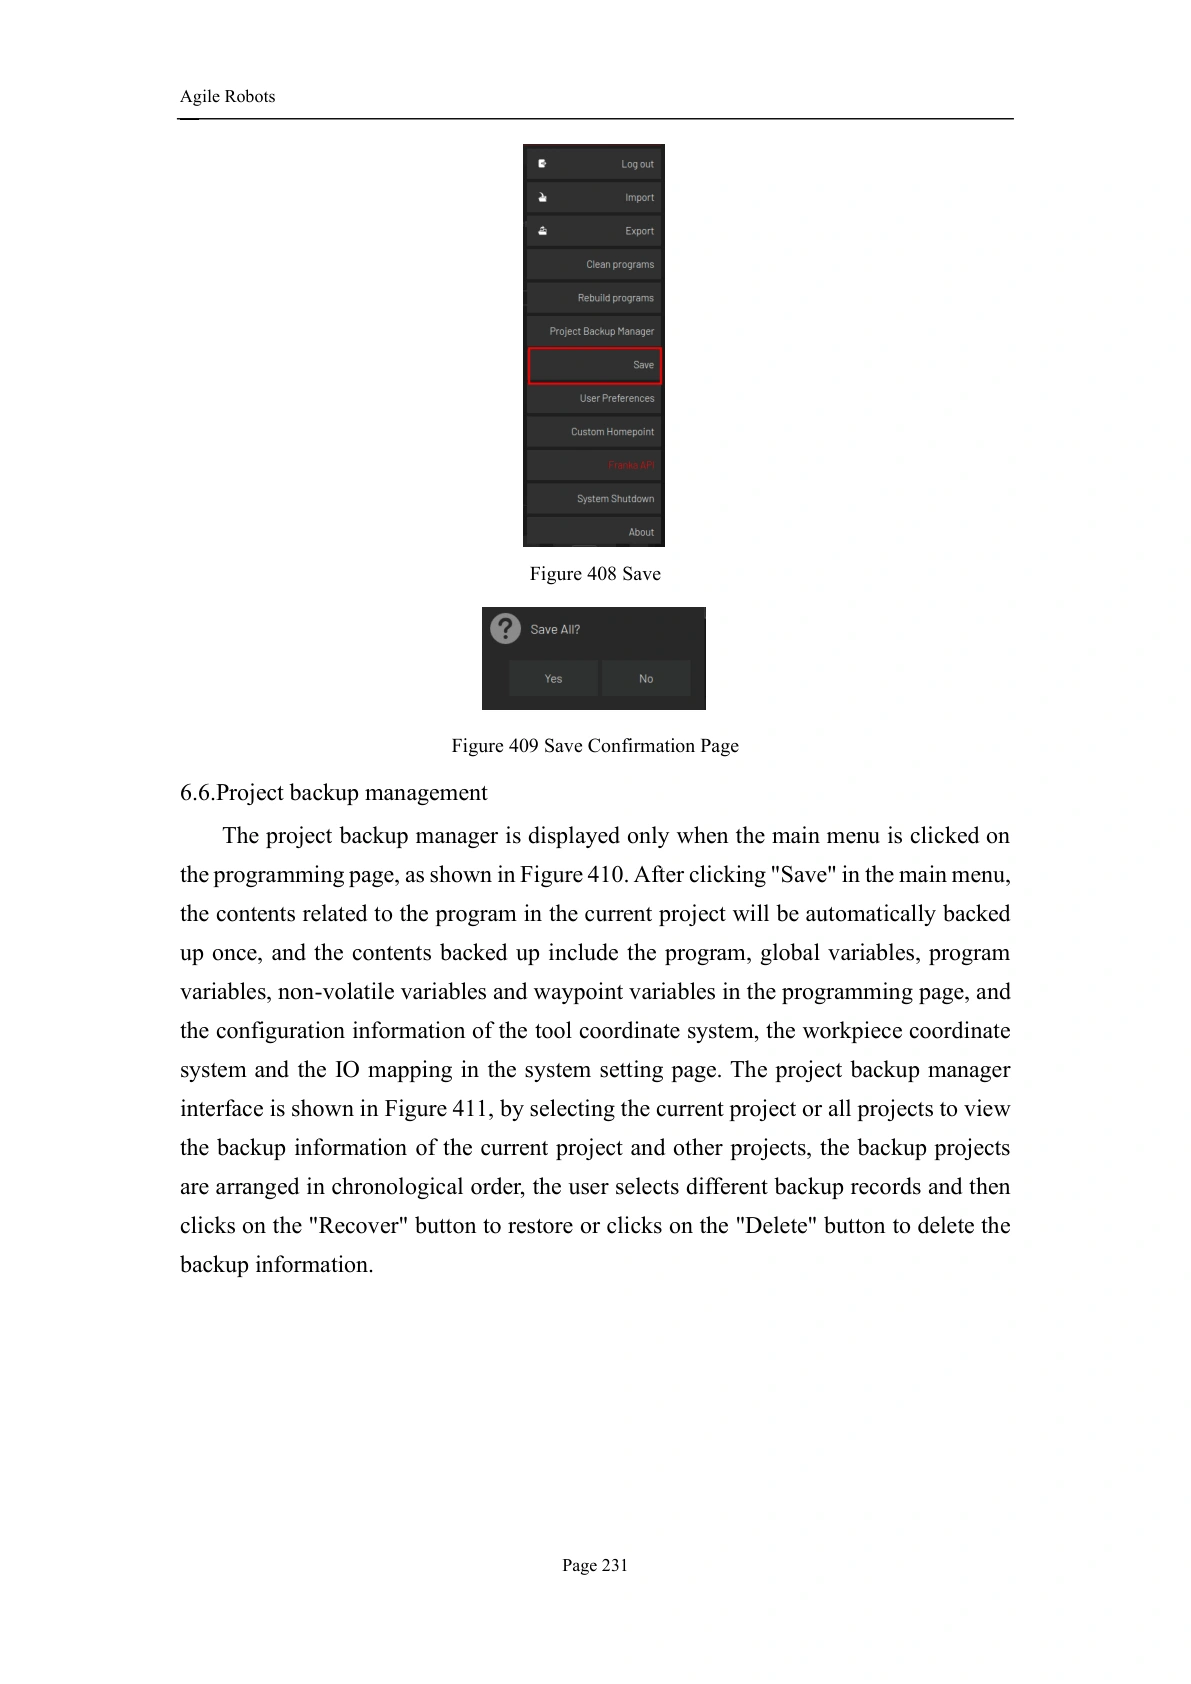 Agile Robots
Log out
Import
Export
Clean programs
Rebuild programs
Project Backup Manager
Save
User Preferences
Custom Homepoint
Franka API
System Shutdown
About
Figure 408 Save
Save All?
Yes No
Figure 409 Save Confirmation Page
6.6.Project backup management
The project backup manager is displayed only when the main menu is clicked on
the programming page, as shown in Figure 410. After clicking "Save" in the main menu,
the contents related to the program in the current project will be automatically backed
up once, and the contents backed up include the program, global variables, program
variables, non-volatile variables and waypoint variables in the programming page, and
the configuration information of the tool coordinate system, the workpiece coordinate
system and the IO mapping in the system setting page. The project backup manager
interface is shown in Figure 411, by selecting the current project or all projects to view
the backup information of the current project and other projects, the backup projects
are arranged in chronological order, the user selects different backup records and then
clicks on the "Recover" button to restore or clicks on the "Delete" button to delete the
backup information.
Page 231